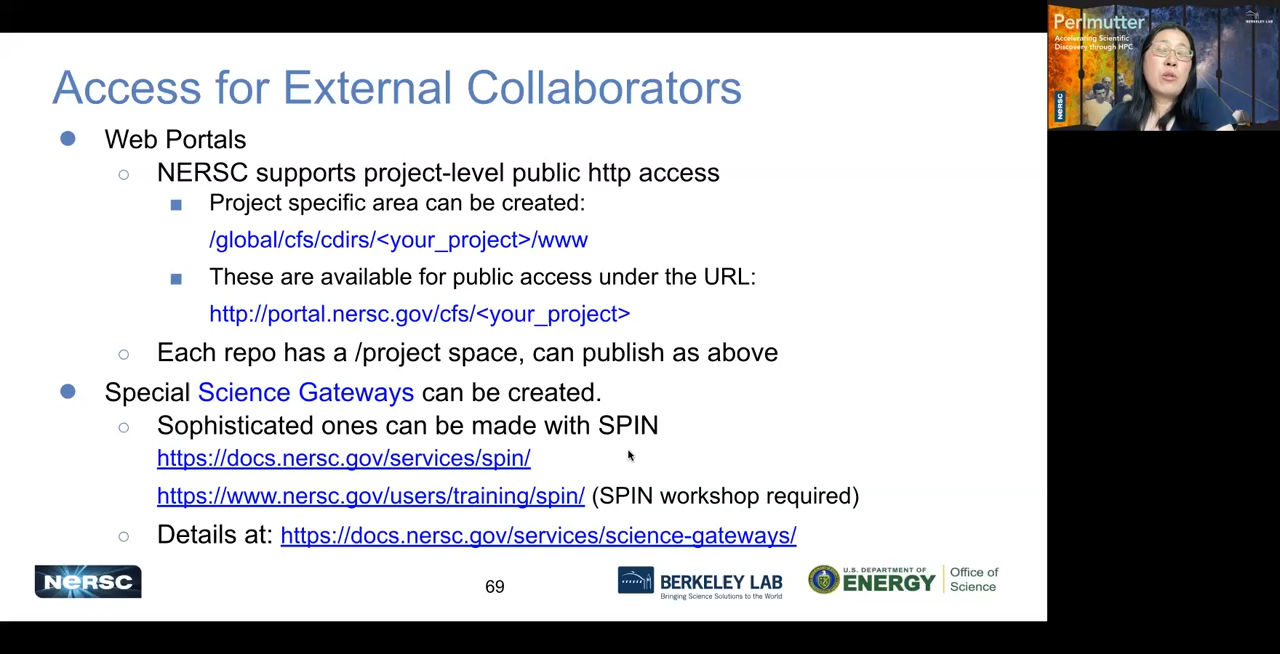 Access for External Collaborators
Web Portals
NERSC supports project-level public http access
Project specific area can be created:
/global/cfs/cdirs/<your_project>/www
These are available for public access under the URL:
http://portal.nersc.gov/cfs/<your_project>
Each repo has a /project space, can publish as above
Special Science Gateways can be created.
Sophisticated ones can be made with SPIN
https://docs.nersc.gov/services/spin/
https://www.nersc.gov/users/training/spin/ (SPIN workshop required)
Details at: https://docs.nersc.gov/services/science-gateways/
NERSC
69
BERKELEY LAB
Bringing Science Solutions to the World
U.S. DEPARTMENT OF
ENERGY
Office of
Science
Perlmutter
Accelerating Scientific
Discovery through HPC
BERKELEY LAB
NERSC